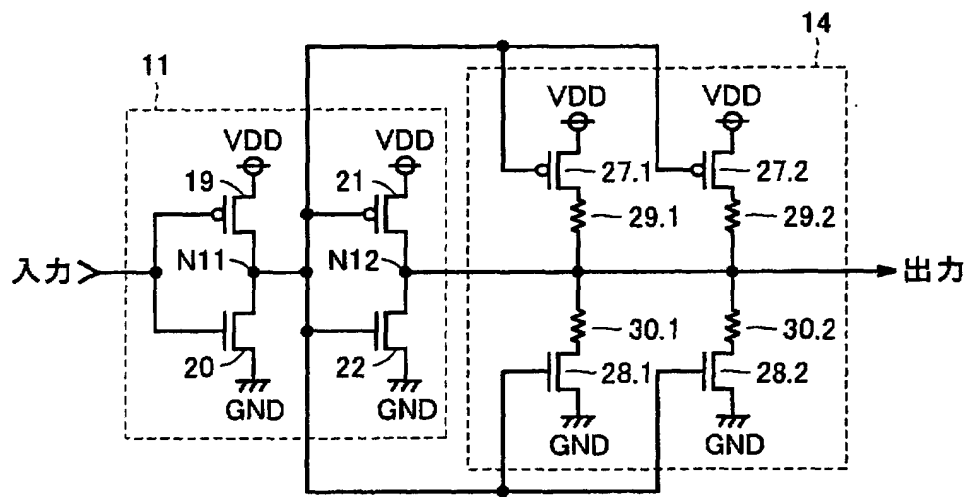 14
11
VDD
VDD
VDD
VDD
19
21
27.1
27.2
29.1
29.2
入力
N11
N12
出力
30.1
30.2
20
22
28.1
28.2
GND
GND
GND
GND